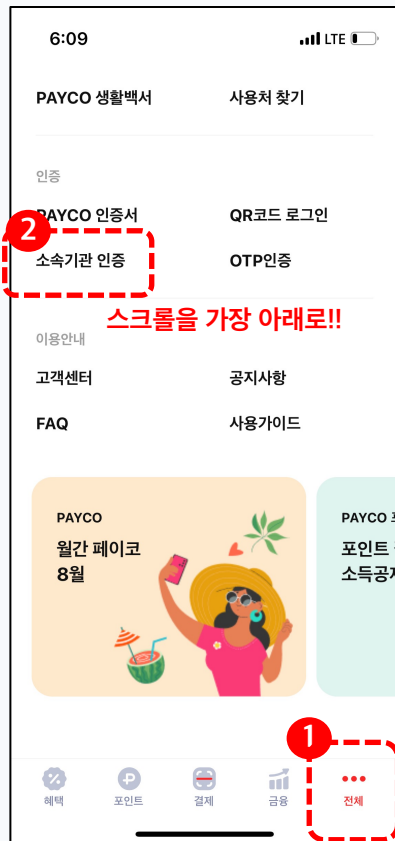 6:09 LTE
PAYCO 생활백서 사용처 찾기
인증
PAYCO 인증서 QR코드 로그인
2
소속기관 인증 OTP인증
스크롤을 가장 아래로!!
이용안내
고객센터 공지사항
FAQ 사용가이드
PAYCO
월간 페이코
8월
PAYCO
포인트
소득공
1
혜택 포인트 결제 금융 전체